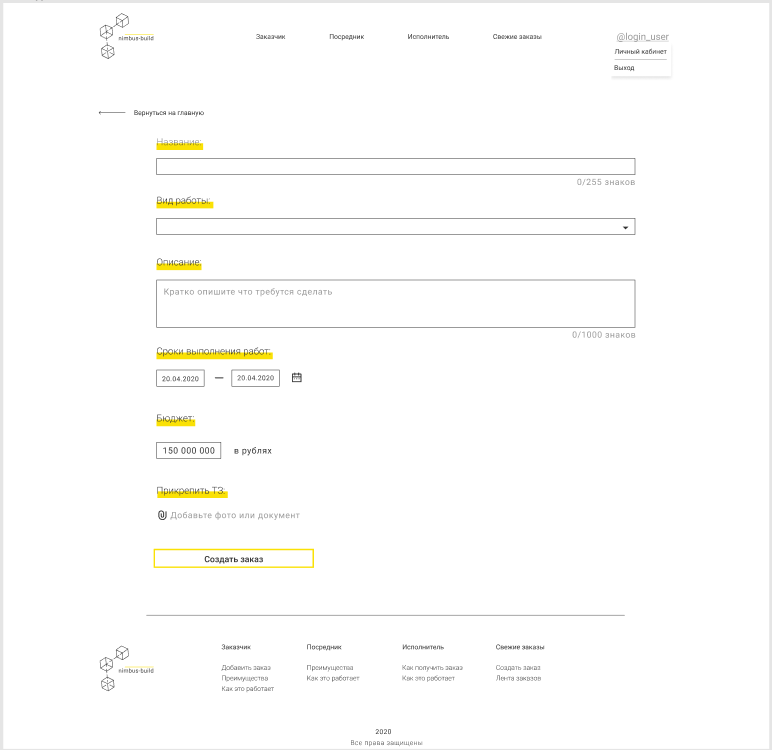 nimbus-build
Заказчик
Посредник
Исполнитель
Свежие заказы
@login_user
Личный кабинет
Выход
Вернуться на главную
Название:
0/255 знаков
Вид работы:
Описание:
Кратко опишите что требутся сделать
0/1000 знаков
Сроки выполнения работ:
20.04.2020 — 20.04.2020
Бюджет:
150 000 000 в рублях
Прикрепить ТЗ:
Добавьте фото или документ
Создать заказ
nimbus-build
Заказчик
Добавить заказ
Преимущества
Как это работает
Посредник
Преимущества
Как это работает
Исполнитель
Как получить заказ
Как это работает
Свежие заказы
Создать заказ
Лента заказов
2020
Все права защищены